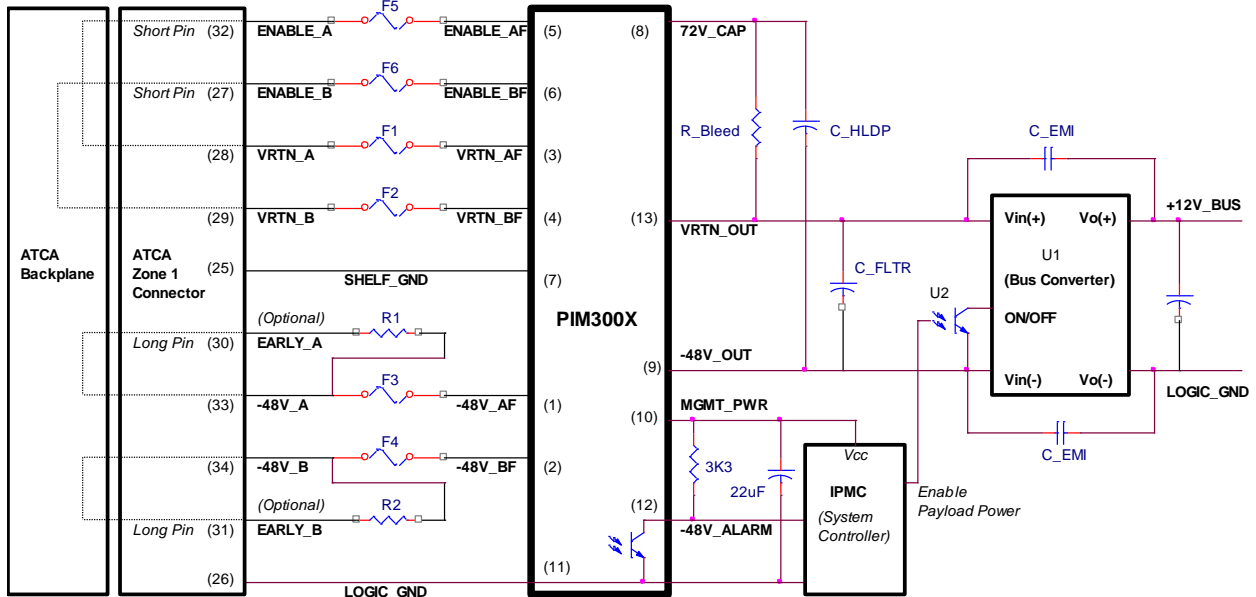 F5
Short Pin (32) ENABLE_A ENABLE_AF (5) (8) 72V_CAP
F6
Short Pin (27) ENABLE_B ENABLE_BF (6)
R_Bleed C_HLDP C_EMI
F1
(28) VRTN_A VRTN_AF (3)
F2
(29) VRTN_B VRTN_BF (4) (13) VRTN_OUT
Vin(+) Vo(+) +12V_BUS
ATCA
Backplane
ATCA
Zone 1
Connector
(25) SHELF_GND (7)
C_FLTR
U2
U1
(Bus Converter)
ON/OFF
PIM300X
(Optional) R1
Long Pin (30) EARLY_A
(9) -48V_OUT
Vin(-) Vo(-)
LOGIC_GND
F3
(33) -48V_A -48V_AF (1) (10) MGMT_PWR
F4
(34) -48V_B -48V_BF (2)
C_EMI
3K3
22uF
Vcc
IPMC
(System
Controller)
Enable
Payload Power
(Optional) R2
Long Pin (31) EARLY_B
(12) -48V_ALARM
(26) LOGIC_GND (11)